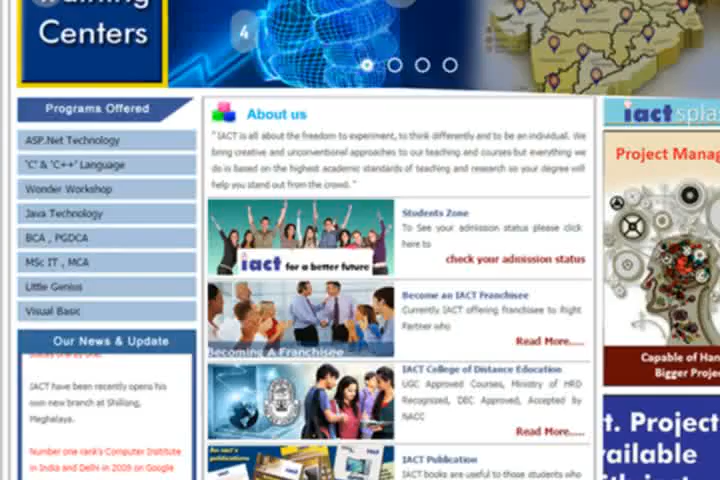 Training
Centers
4
Programs Offered
ASP.Net Technology
'C' & 'C++' Language
Wonder Workshop
Java Technology
BCA , PGDCA
MSc IT , MCA
Little Genius
Visual Basic
Our News & Update
IACT have been recently opens his
own new branch at Shillong,
Meghalaya.
Number one rank's Computer Institute
in India and Delhi in 2009 on Google
About us
" IACT is all about the freedom to experiment, to think differently and to be an individual. We
bring creative and unconventional approaches to our teaching and courses but everything we
do is based on the highest academic standards of teaching and research so your degree will
help you stand out from the crowd. "
iact for a better future
Students Zone
To See your admission status please click
here to
check your admission status
Becoming A Franchisee
Become an IACT Franchisee
Currently IACT offering franchisee to Right
Partner who
Read More.....
IACT College of Distance Education
UGC Approved Courses, Ministry of HRD
Recognized, DEC Approved, Accepted by
NACC
Read More.....
IACT Publication
IACT books are useful to those students who
iact spla
Project Manag
Capable of Han
Bigger Projec
t. Project
vailable